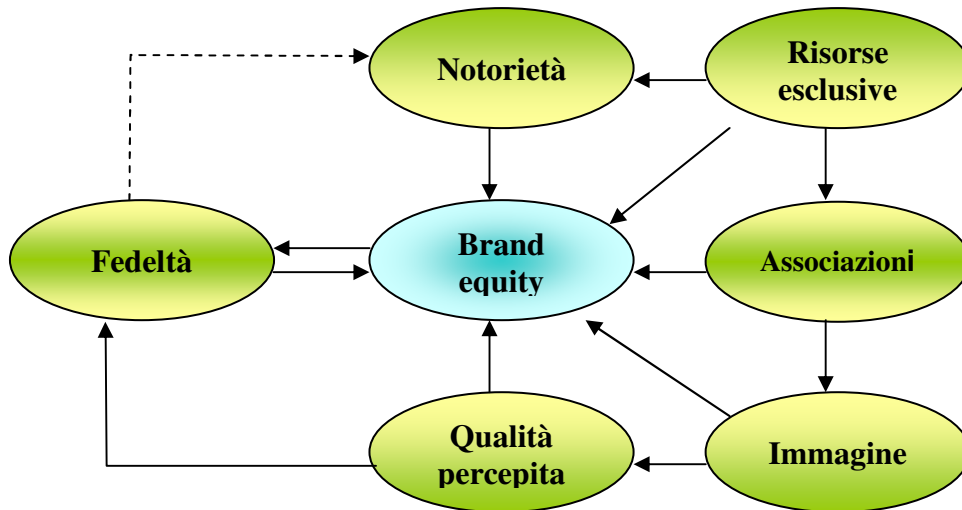 Notorietà
Risorse
esclusive
Fedeltà
Brand
equity
Associazioni
Qualità
percepita
Immagine